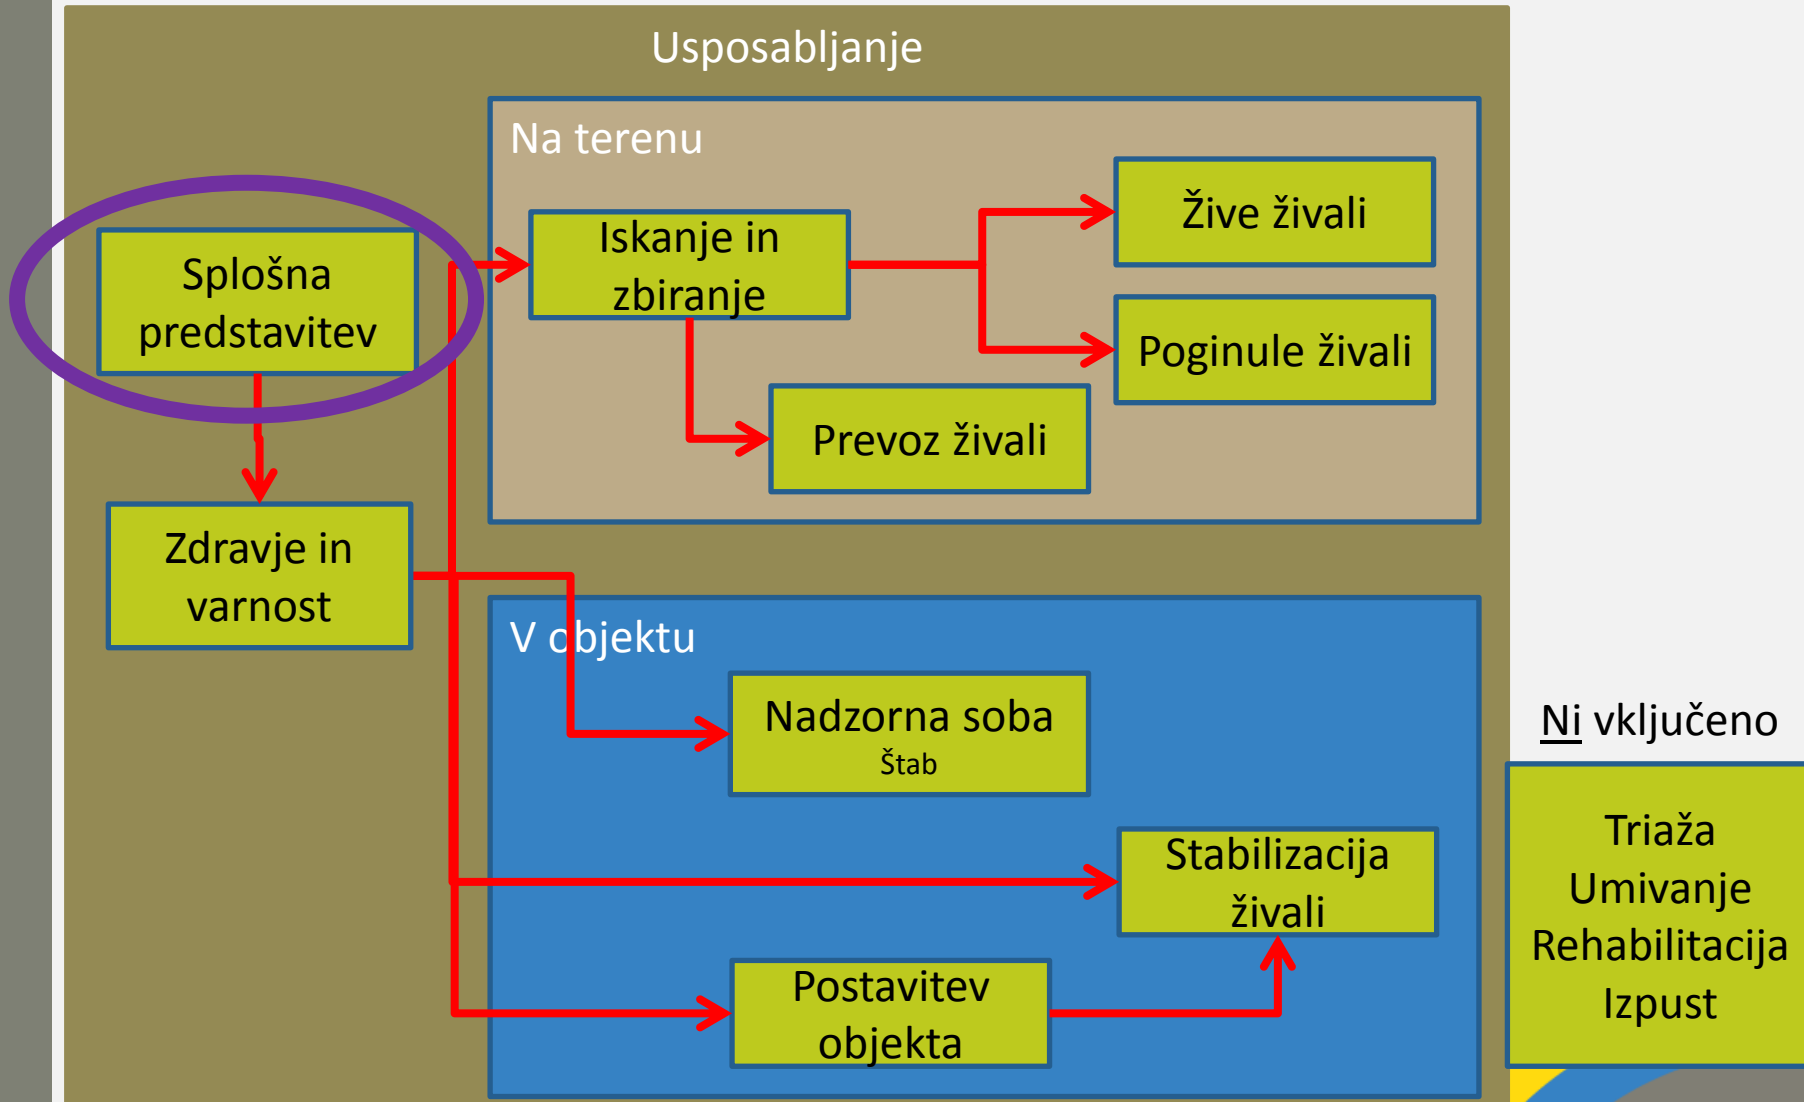 Usposabljanje
Na terenu
Splošna
predstavitev
Iskanje in
zbiranje
Žive živali
Poginule živali
Prevoz živali
Zdravje in
varnost
V objektu
Nadzorna soba
Štab
Stabilizacija
živali
Postavitev
objekta
Ni vključeno
Triaža
Umivanje
Rehabilitacija
Izpust